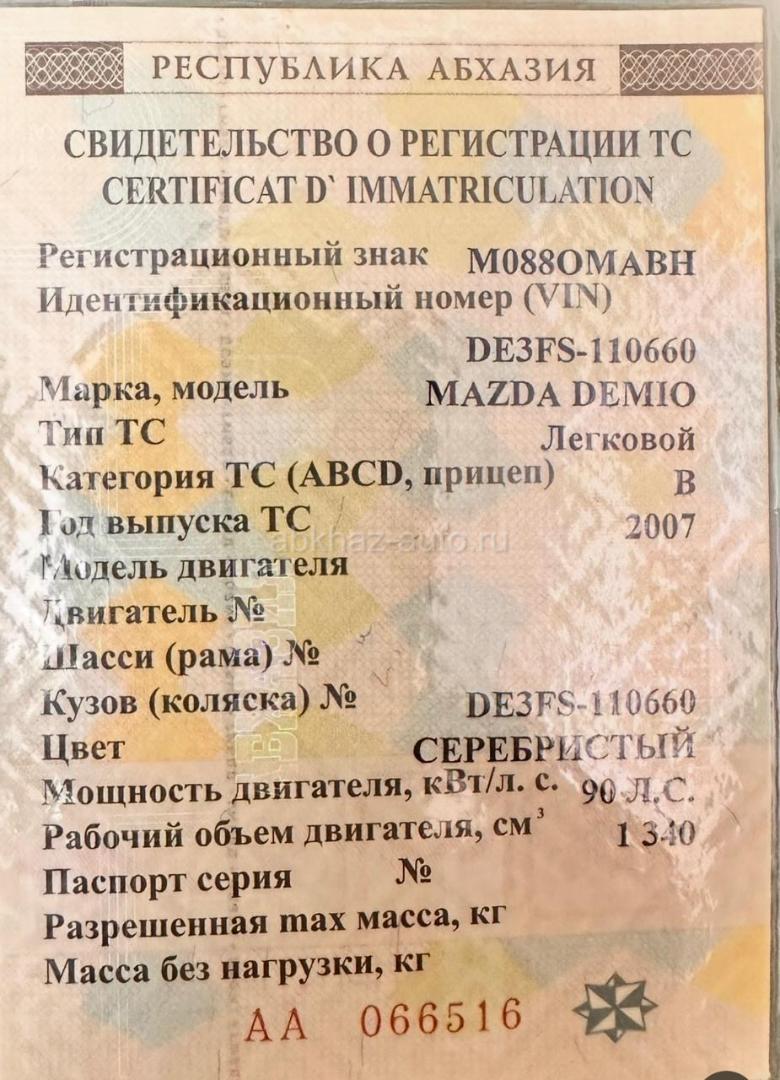 РЕСПУБЛИКА АБХАЗИЯ
СВИДЕТЕЛЬСТВО О РЕГИСТРАЦИИ ТС
CERTIFICAT D` IMMATRICULATION
Регистрационный знак М088ОМАВН
Идентификационный номер (VIN)
DE3FS-110660
Марка, модель MAZDA DEMIO
Тип ТС Легковой
Категория ТС (ABCD, прицеп) B
Год выпуска ТС 2007
abkhaz-auto.ru
Модель двигателя
Двигатель №
Шасси (рама) №
Кузов (коляска) № DE3FS-110660
Цвет СЕРЕБРИСТЫЙ
Мощность двигателя, кВт/л. с. 90 Л.С.
Рабочий объем двигателя, см³ 1 340
Паспорт серия №
Разрешенная max масса, кг
Масса без нагрузки, кг
АА 066516